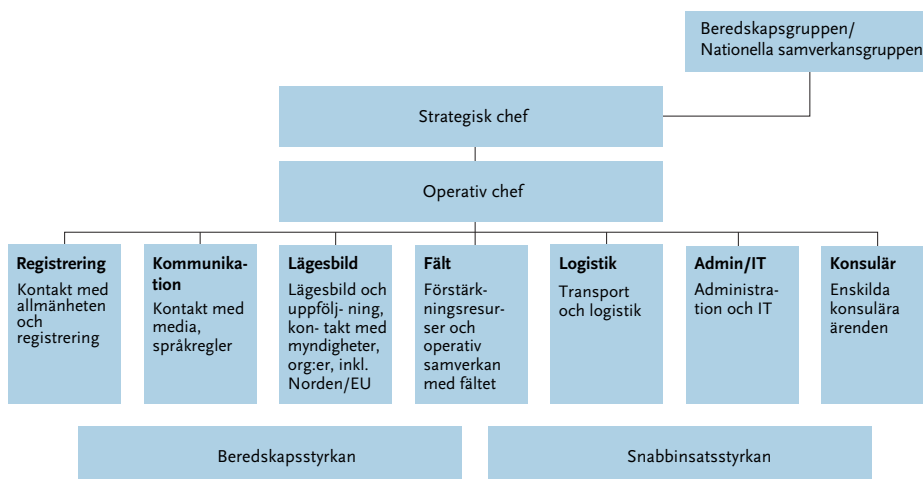 Beredskapsgruppen/
Nationella samverkansgruppen
Strategisk chef
Operativ chef
Registrering
Kontakt med
allmänheten
och
registrering
Kommunika-
tion
Kontakt med
media,
språkregler
Lägesbild
Lägesbild och
uppfölj- ning,
kon- takt med
myndigheter,
org:er, inkl.
Norden/EU
Fält
Förstärk-
ningsresur-
ser och
operativ
samverkan
med fältet
Logistik
Transport
och logistik
Admin/IT
Administra-
tion och IT
Konsulär
Enskilda
konsulära
ärenden
Beredskapsstyrkan
Snabbinsatsstyrkan